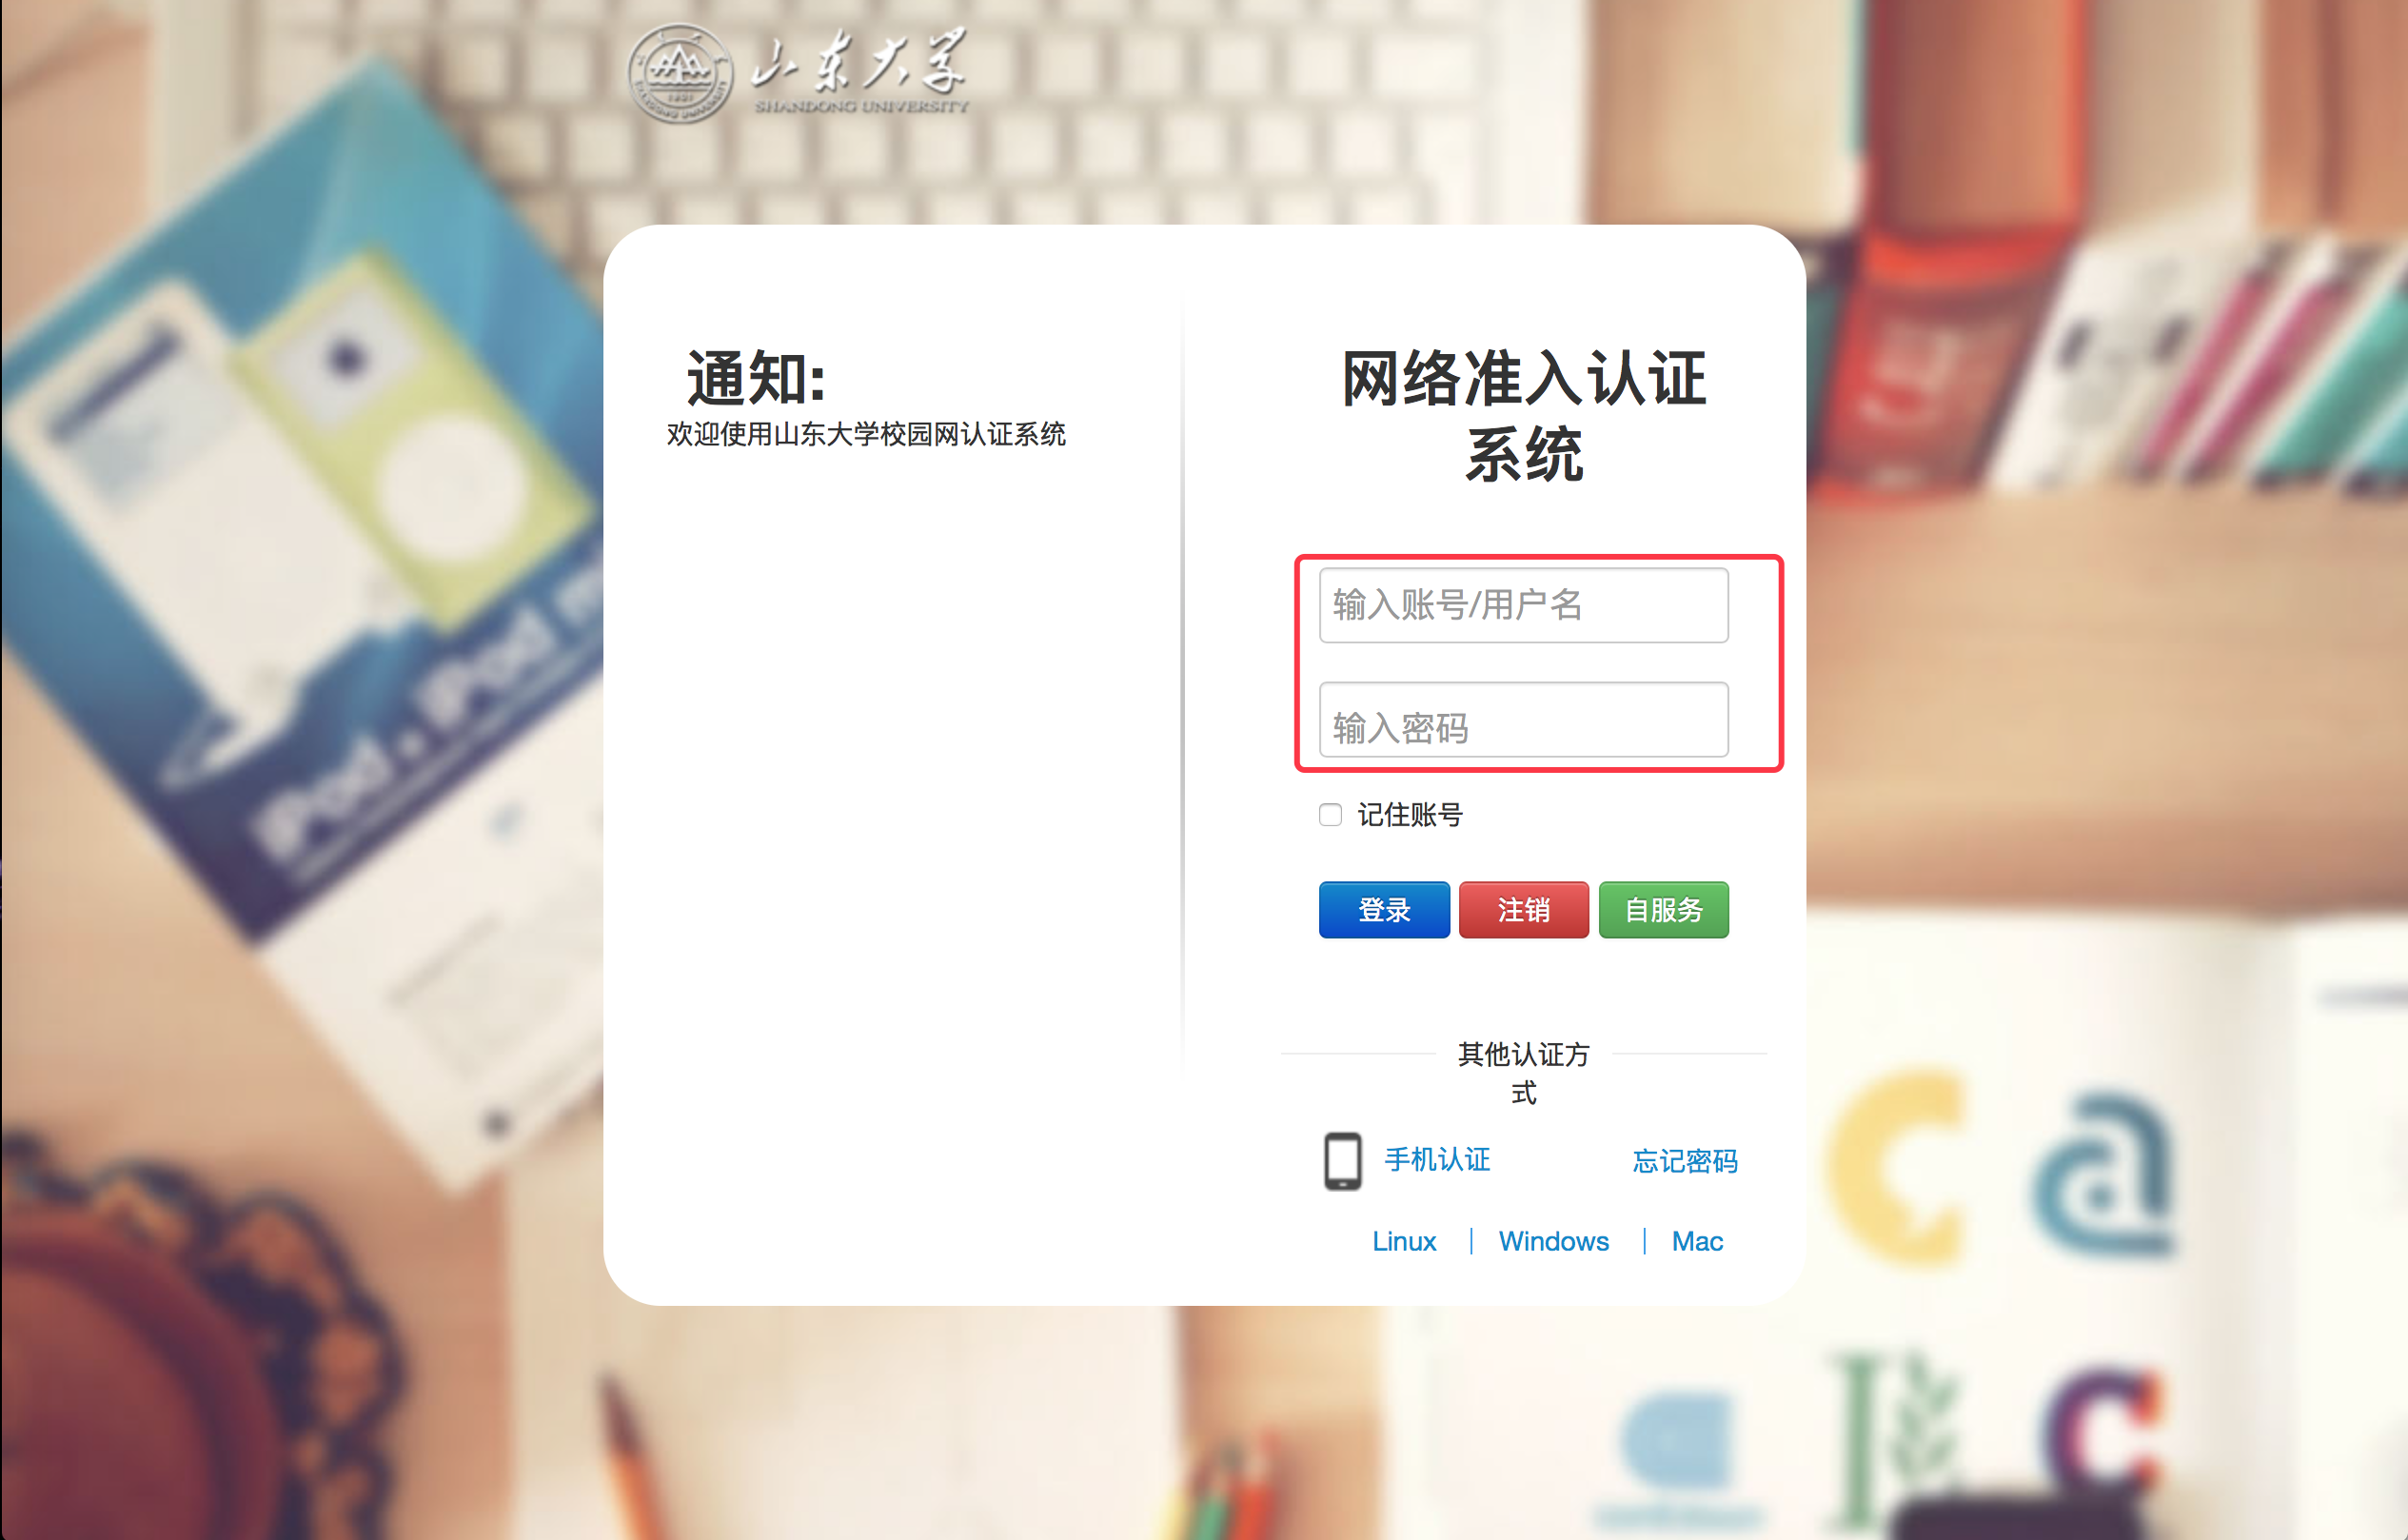 山东大学
SHANDONG UNIVERSITY
1901
通知:
欢迎使用山东大学校园网认证系统
网络准入认证
系统
输入账号/用户名
输入密码
记住账号
登录
注销
自服务
其他认证方
式
手机认证
忘记密码
Linux
Windows
Mac
iPod + iPod m
C
a
C